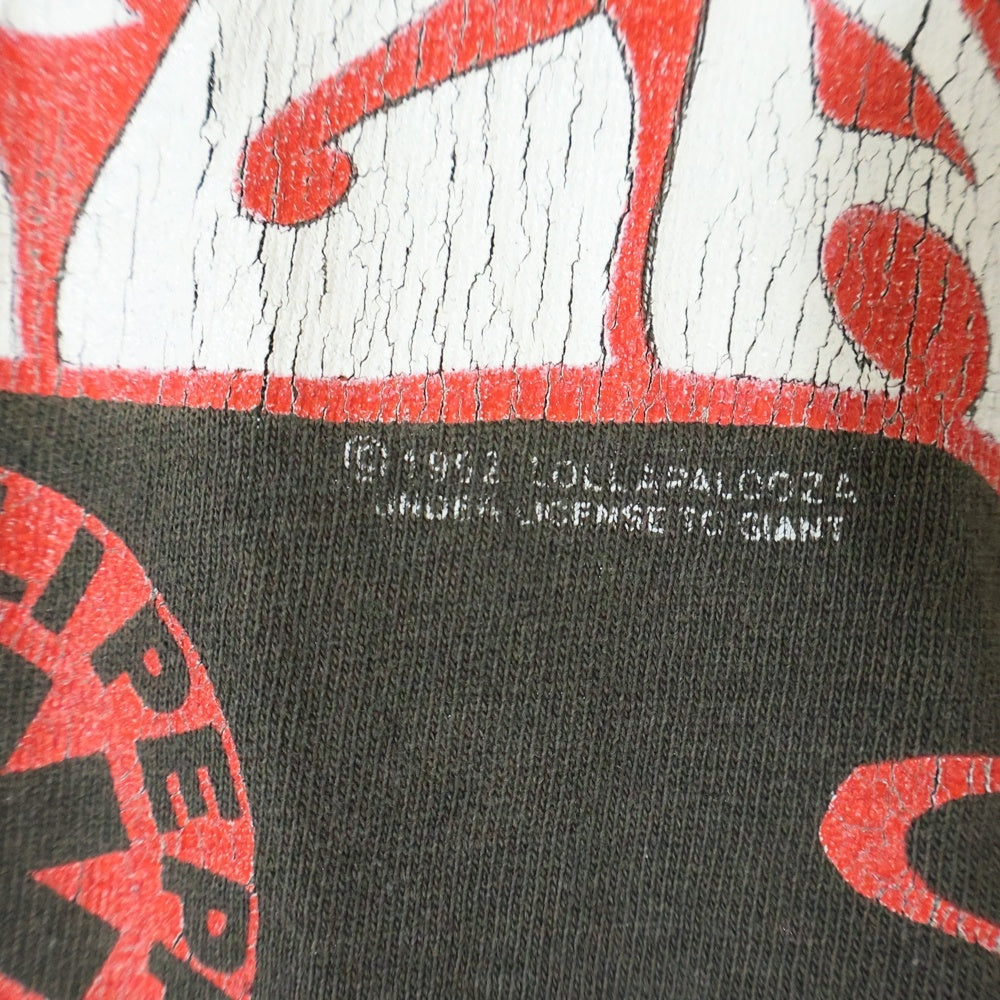 © 1992 LOLLAPALOOZA
UNDER LICENSE TO GIANT